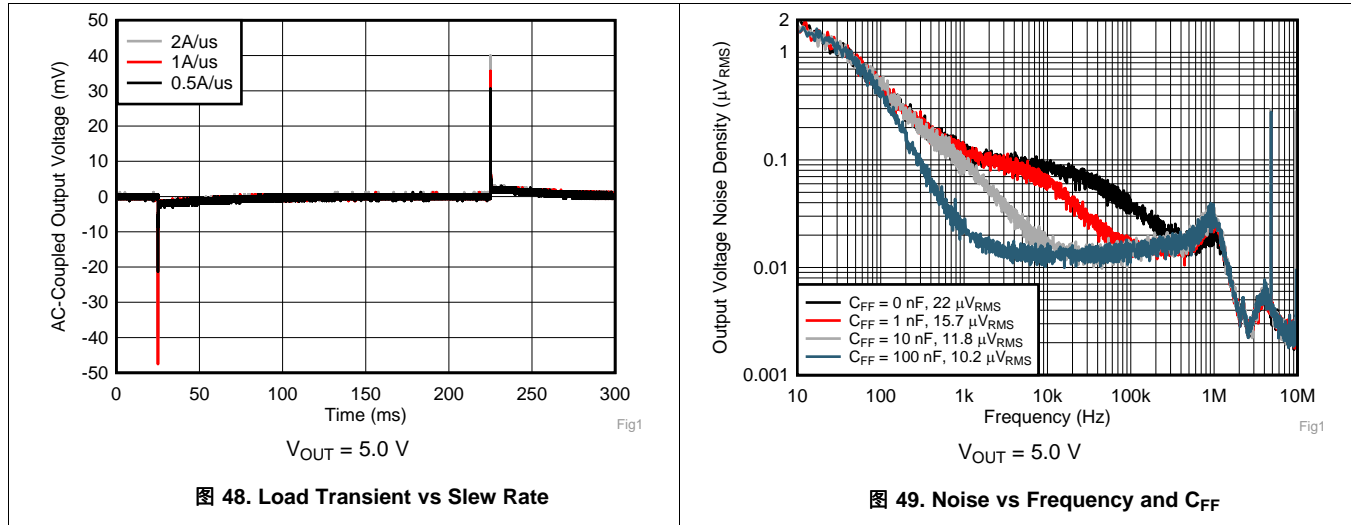 2A/us
1A/us
0.5A/us
AC-Coupled Output Voltage (mV)
50
40
30
20
10
0
-10
-20
-30
-40
-50
0 50 100 150 200 250 300
Time (ms)
Fig1
VOUT = 5.0 V
图 48. Load Transient vs Slew Rate
Output Voltage Noise Density (μVRMS)
2
1
0.1
0.01
0.001
CFF = 0 nF, 22 μVRMS
CFF = 1 nF, 15.7 μVRMS
CFF = 10 nF, 11.8 μVRMS
CFF = 100 nF, 10.2 μVRMS
10 100 1k 10k 100k 1M 10M
Frequency (Hz)
Fig1
VOUT = 5.0 V
图 49. Noise vs Frequency and CFF